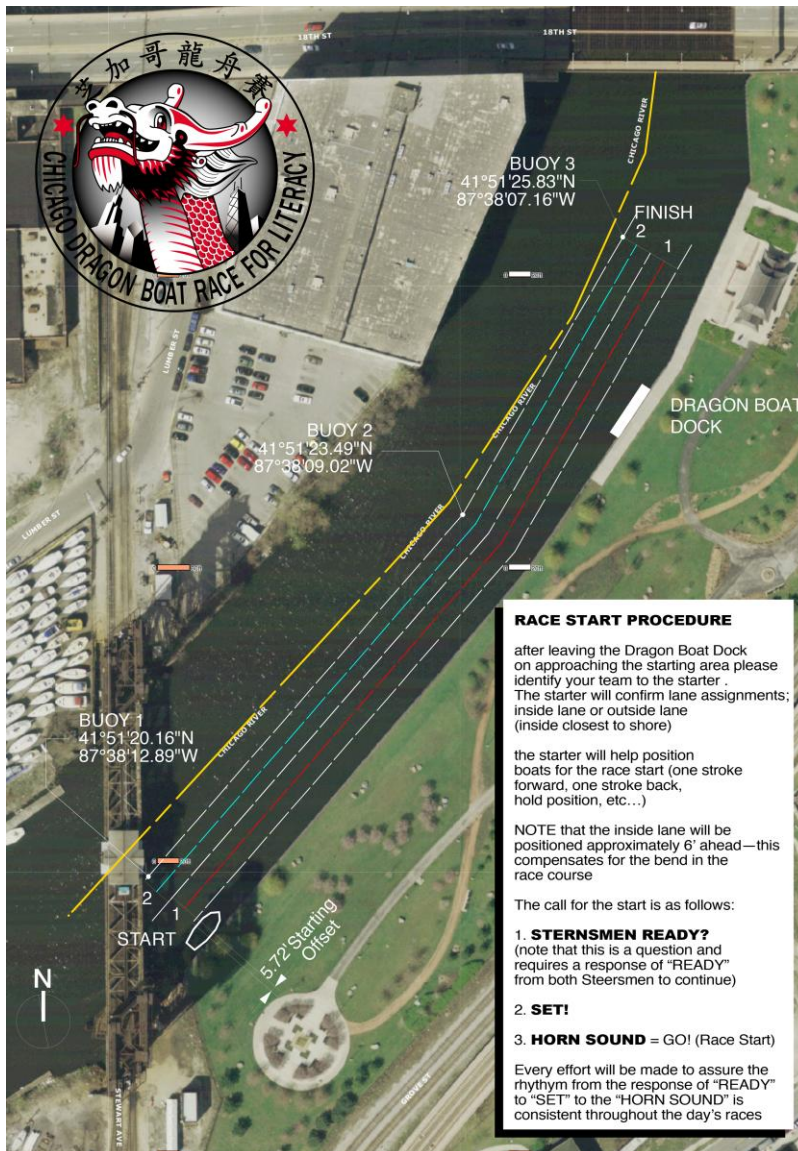 18TH ST
18TH ST
芝加哥龍舟賽
CHICAGO DRAGON BOAT RACE FOR LITERACY
CHICAGO RIVER
BUOY 3
41°51'25.83"N
87°38'07.16"W
FINISH
2
1
LUMBER ST
DRAGON BOAT
DOCK
CHICAGO RIVER
BUOY 2
41°51'23.49"N
87°38'09.02"W
CHICAGO RIVER
LUMBER ST
BUOY 1
41°51'20.16"N
87°38'12.89"W
CHICAGO RIVER
2
1
START
5.72' Starting
Offset
N
STEWART AVE
GROVE ST
RACE START PROCEDURE
after leaving the Dragon Boat Dock
on approaching the starting area please
identify your team to the starter .
The starter will confirm lane assignments;
inside lane or outside lane
(inside closest to shore)
the starter will help position
boats for the race start (one stroke
forward, one stroke back,
hold position, etc…)
NOTE that the inside lane will be
positioned approximately 6' ahead—this
compensates for the bend in the
race course
The call for the start is as follows:
1. STERNSMEN READY?
(note that this is a question and
requires a response of “READY”
from both Steersmen to continue)
2. SET!
3. HORN SOUND = GO! (Race Start)
Every effort will be made to assure the
rhythym from the response of “READY”
to “SET” to the “HORN SOUND” is
consistent throughout the day's races